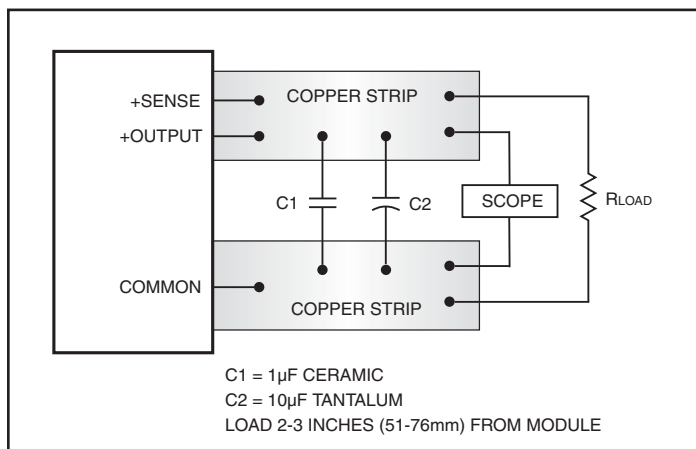 +SENSE
COPPER STRIP
+OUTPUT
C1
C2
SCOPE
RLOAD
COMMON
COPPER STRIP
C1 = 1µF CERAMIC
C2 = 10µF TANTALUM
LOAD 2-3 INCHES (51-76mm) FROM MODULE